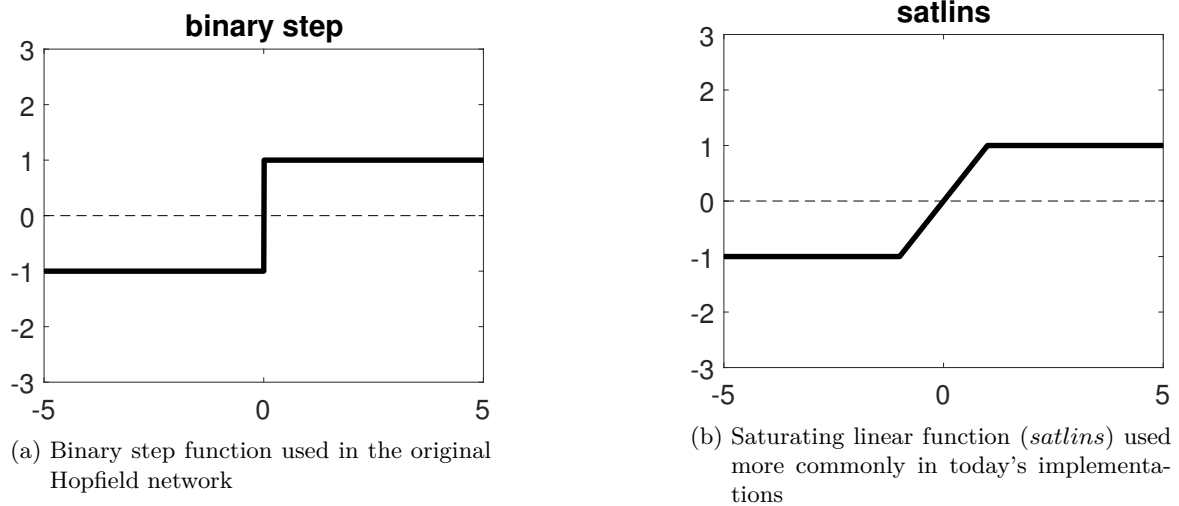 binary step
3
2
1
0
-1
-2
-3
-5 0 5
(a) Binary step function used in the original
Hopfield network
satlins
3
2
1
0
-1
-2
-3
-5 0 5
(b) Saturating linear function (satlins) used
more commonly in today's implementa-
tions